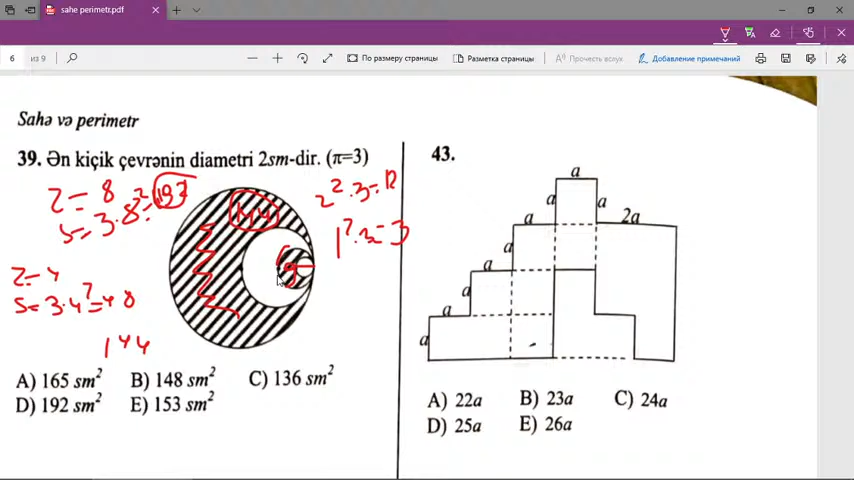 sahe perimetr.pdf
6 из 9
По размеру страницы
Разметка страницы
Прочесть вслух
Добавление примечаний
Sahə və perimetr
39. Ən kiçik çevrənin diametri 2sm-dir. (π=3)
r = 8
S = 3·8² = 192
144
2²·3 = 12
1²·3 = 3
9
r = 4
S = 3·4² = 48
144
A) 165 sm² B) 148 sm² C) 136 sm²
D) 192 sm² E) 153 sm²
43.
a
a a
a 2a
a
a
a
a
a
A) 22a B) 23a C) 24a
D) 25a E) 26a